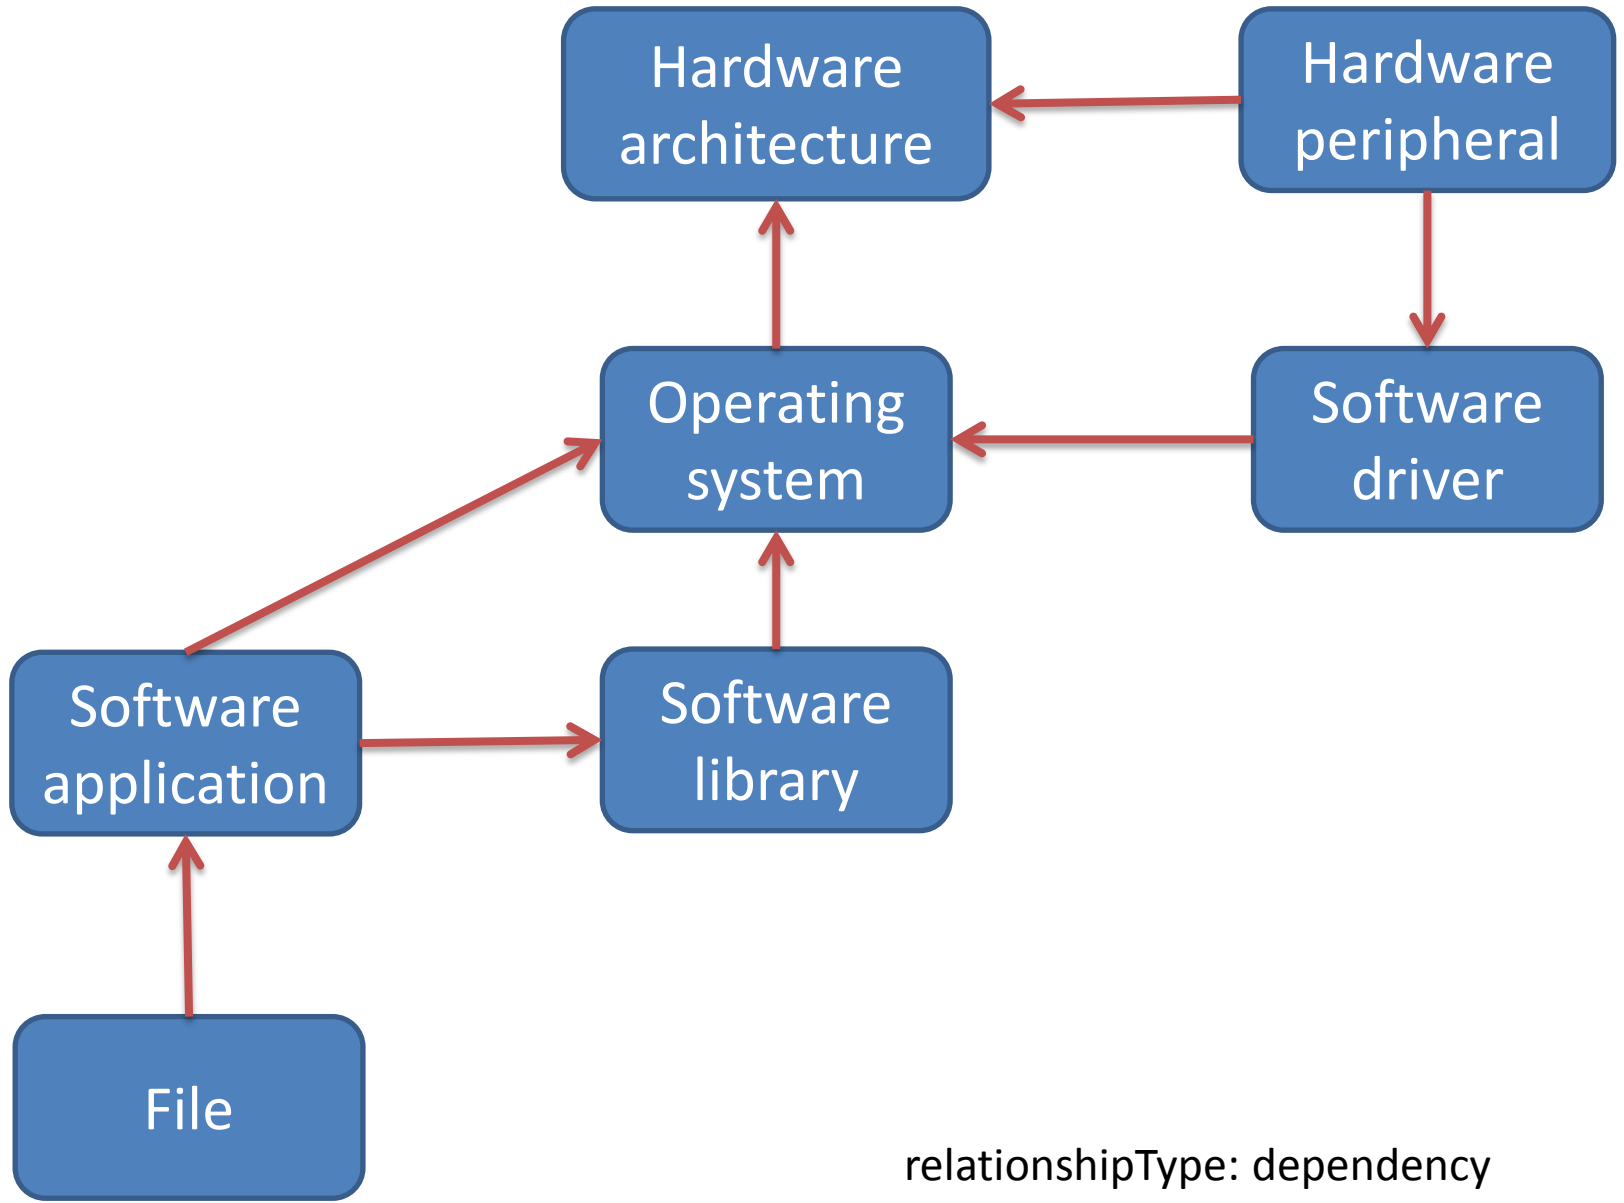 Hardware
architecture
Hardware
peripheral
Operating
system
Software
driver
Software
application
Software
library
File
relationshipType: dependency